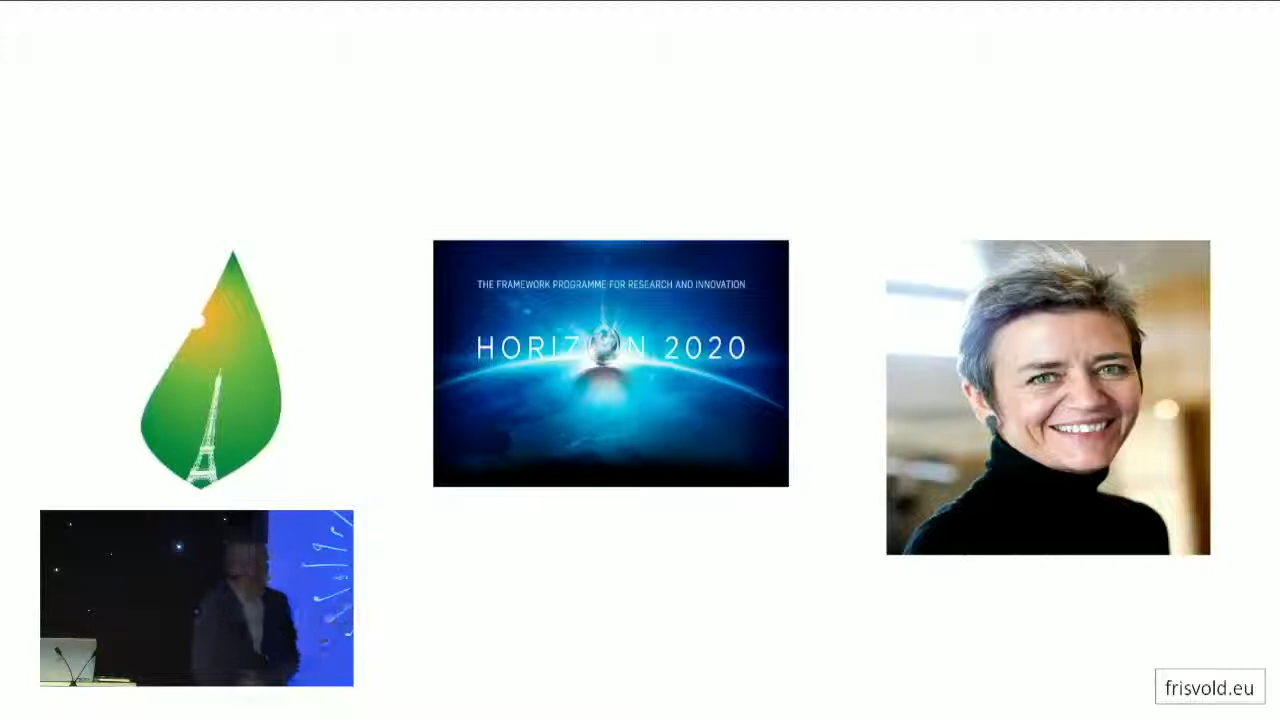 THE FRAMEWORK PROGRAMME FOR RESEARCH AND INNOVATION
HORIZON 2020
frisvold.eu